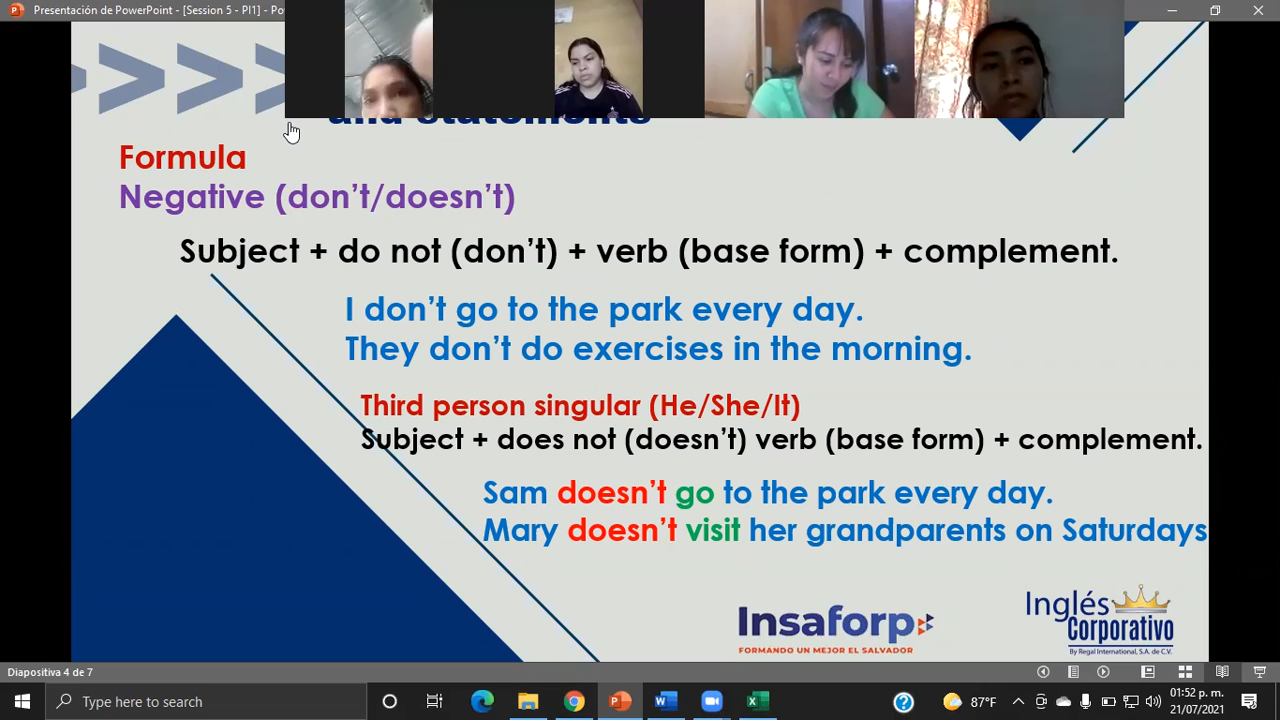 Presentación de PowerPoint - [Session 5 - PI1] - Po
and Statements
Formula
Negative (don't/doesn't)
Subject + do not (don't) + verb (base form) + complement.
I don't go to the park every day.
They don't do exercises in the morning.
Third person singular (He/She/It)
Subject + does not (doesn't) verb (base form) + complement.
Sam doesn't go to the park every day.
Mary doesn't visit her grandparents on Saturdays
Insaforp
FORMANDO UN MEJOR EL SALVADOR
Inglés
Corporativo
By Regal International, S.A. de C.V.
Diapositiva 4 de 7
Type here to search
87°F
01:52 p. m.
21/07/2021